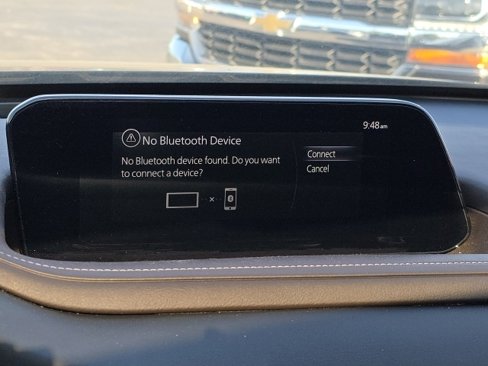 9:48am
No Bluetooth Device
No Bluetooth device found. Do you want
to connect a device?
Connect
Cancel